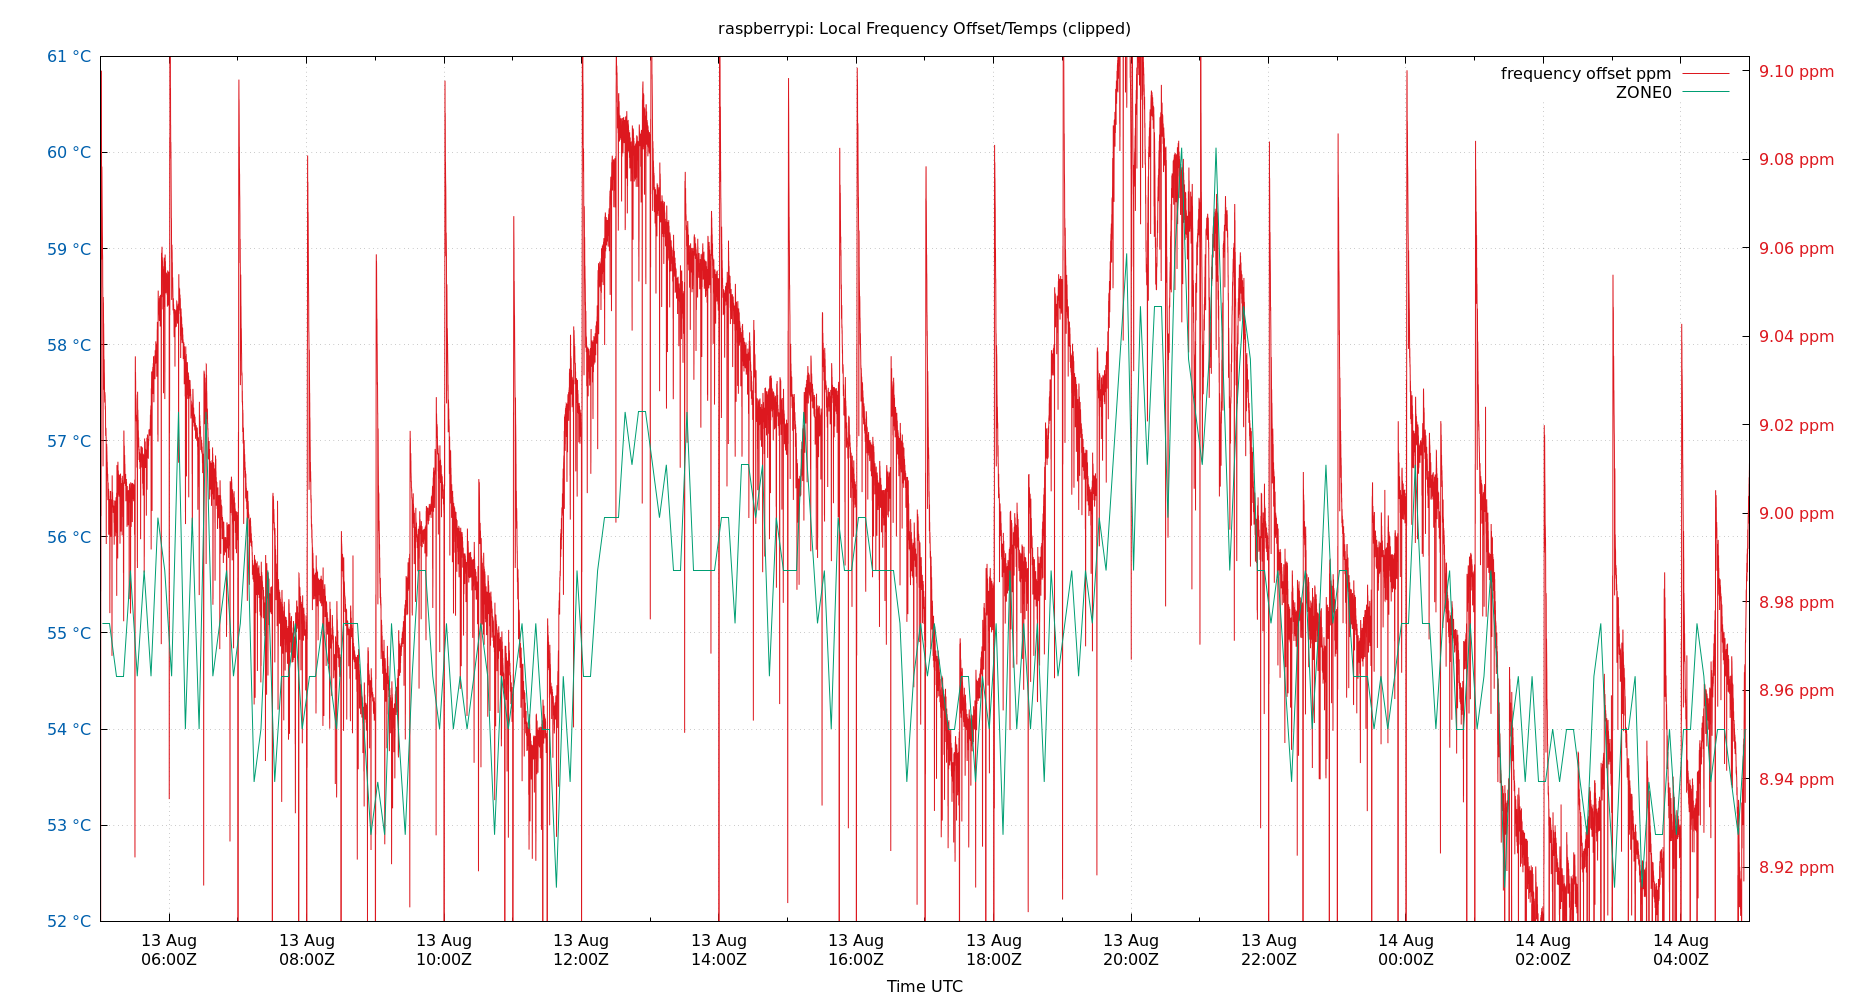 raspberrypi: Local Frequency Offset/Temps (clipped)
frequency offset ppm
ZONE0
61 °C
60 °C
59 °C
58 °C
57 °C
56 °C
55 °C
54 °C
53 °C
52 °C
9.10 ppm
9.08 ppm
9.06 ppm
9.04 ppm
9.02 ppm
9.00 ppm
8.98 ppm
8.96 ppm
8.94 ppm
8.92 ppm
13 Aug 13 Aug 13 Aug 13 Aug 13 Aug 13 Aug 13 Aug 13 Aug 13 Aug 14 Aug 14 Aug 14 Aug
06:00Z 08:00Z 10:00Z 12:00Z 14:00Z 16:00Z 18:00Z 20:00Z 22:00Z 00:00Z 02:00Z 04:00Z
Time UTC